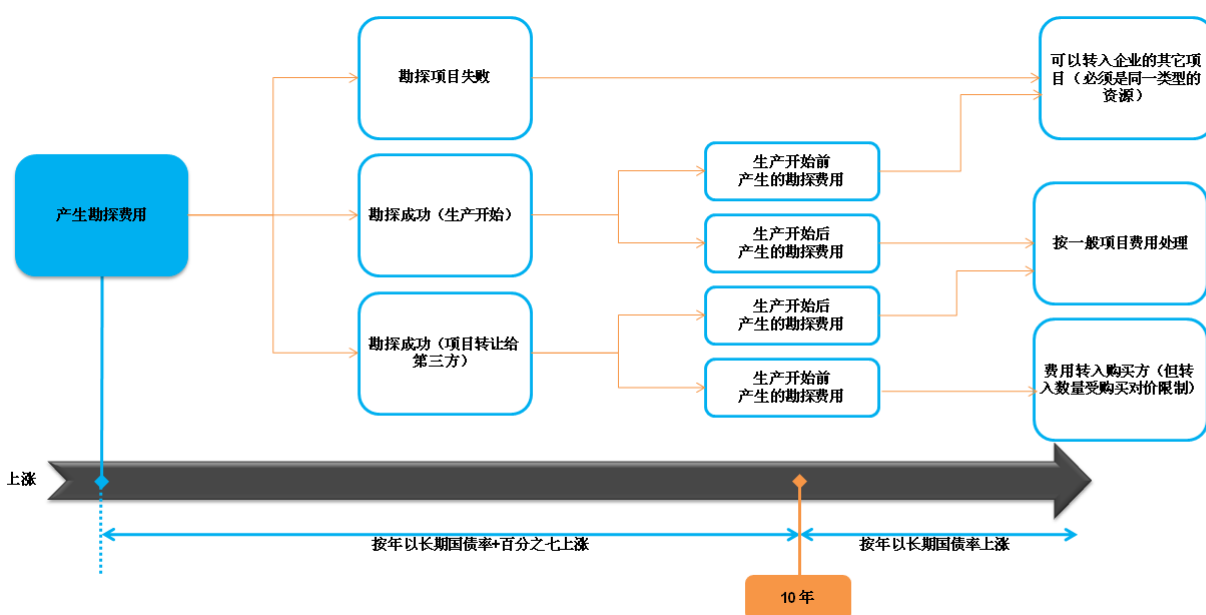 产生勘探费用
勘探项目失败
勘探成功（生产开始）
勘探成功（项目转让给
第三方）
生产开始前
产生的勘探费用
生产开始后
产生的勘探费用
生产开始后
产生的勘探费用
生产开始前
产生的勘探费用
可以转入企业的其它项
目（必须是同一类型的
资源）
按一般项目费用处理
费用转入购买方（但转
入数量受购买对价限制）
上涨
按年以长期国债率+百分之七上涨
按年以长期国债率上涨
10 年